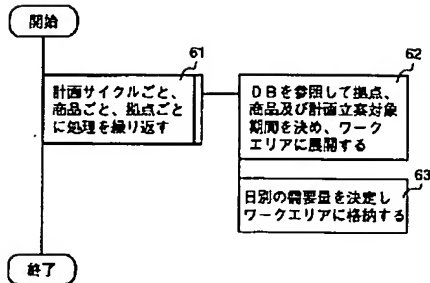 開始
61
計画サイクルごと、
商品ごと、拠点ごと
に処理を繰り返す
62
DBを参照して拠点、
商品及び計画立案対象
期間を決め、ワーク
エリアに展開する
63
日別の需要量を決定し
ワークエリアに格納する
終了